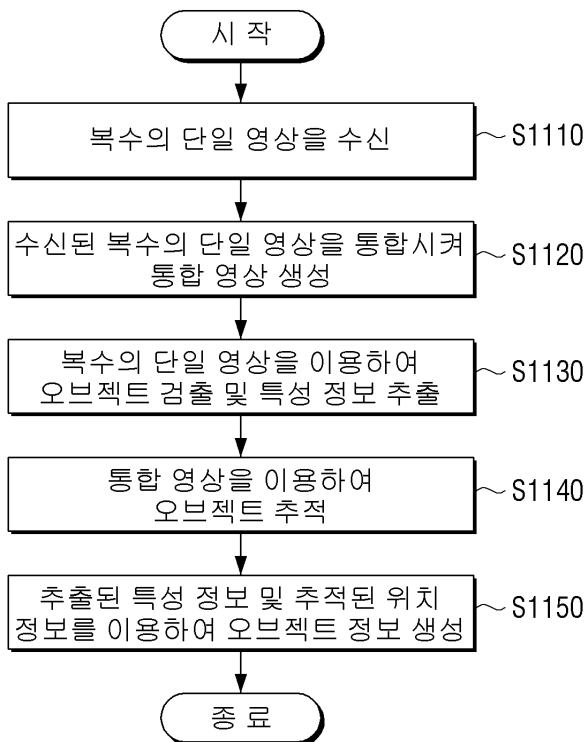 시 작
복수의 단일 영상을 수신
S1110
수신된 복수의 단일 영상을 통합시켜
통합 영상 생성
S1120
복수의 단일 영상을 이용하여
오브젝트 검출 및 특성 정보 추출
S1130
통합 영상을 이용하여
오브젝트 추적
S1140
추출된 특성 정보 및 추적된 위치
정보를 이용하여 오브젝트 정보 생성
S1150
종 료